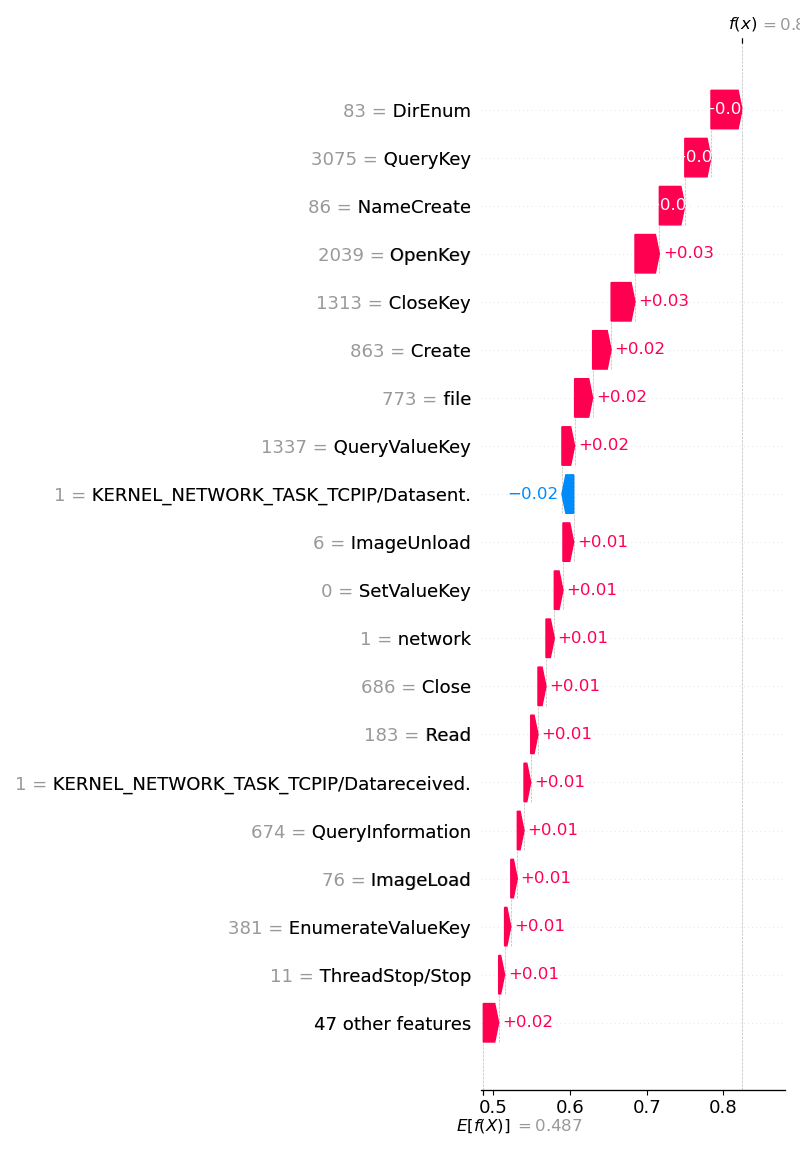 f(x) = 0.8
83 = DirEnum
3075 = QueryKey
86 = NameCreate
2039 = OpenKey +0.03
1313 = CloseKey +0.03
863 = Create +0.02
773 = file +0.02
1337 = QueryValueKey +0.02
1 = KERNEL_NETWORK_TASK_TCPIP/Datasent. −0.02
6 = ImageUnload +0.01
0 = SetValueKey +0.01
1 = network +0.01
686 = Close +0.01
183 = Read +0.01
1 = KERNEL_NETWORK_TASK_TCPIP/Datareceived. +0.01
674 = QueryInformation +0.01
76 = ImageLoad +0.01
381 = EnumerateValueKey +0.01
11 = ThreadStop/Stop +0.01
47 other features +0.02
0.5 0.6 0.7 0.8
E[f(X)] = 0.487